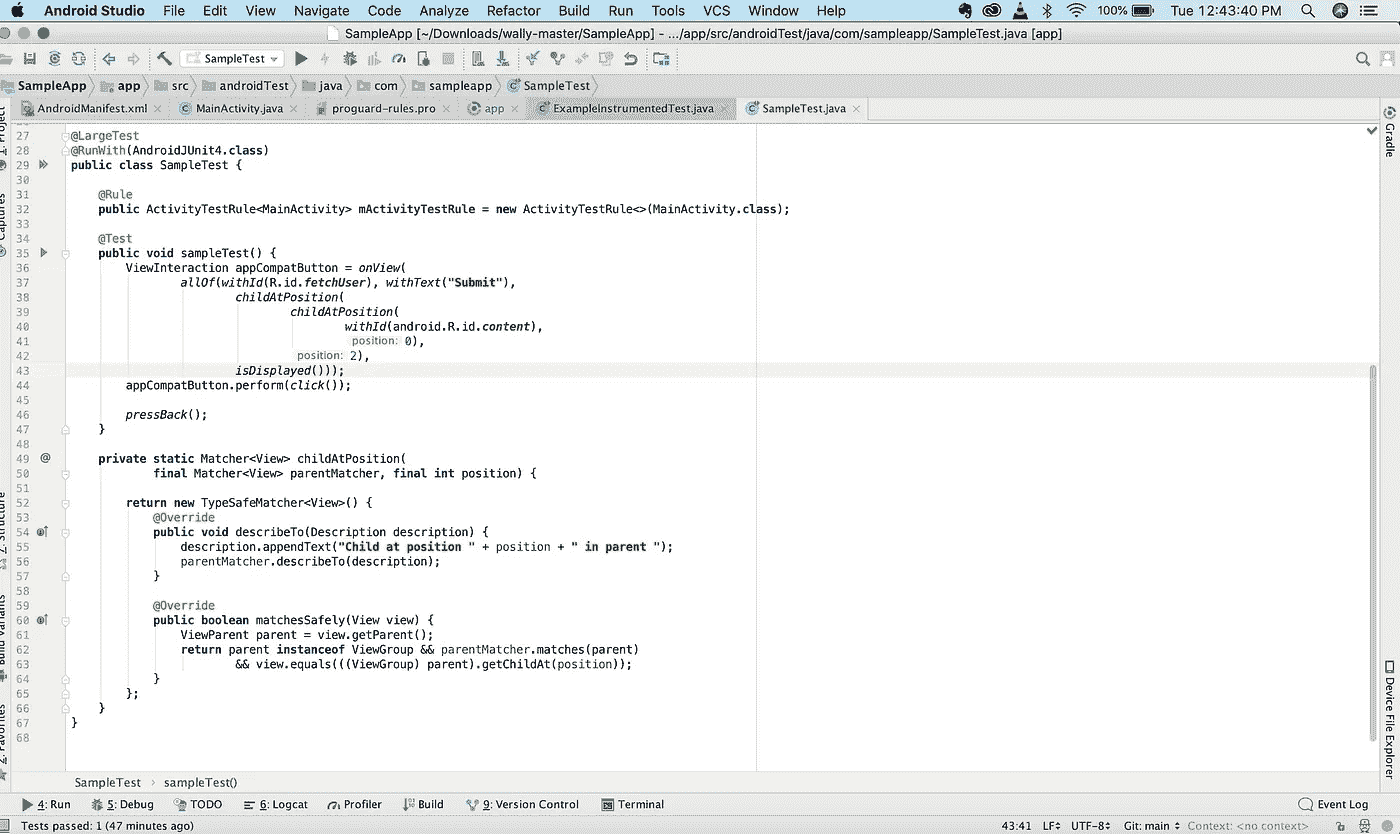 Android Studio File Edit View Navigate Code Analyze Refactor Build Run Tools VCS Window Help 100% Tue 12:43:40 PM
SampleApp [~/Downloads/wally-master/SampleApp] - .../app/src/androidTest/java/com/sampleapp/SampleTest.java [app]
SampleTest
SampleApp app src androidTest java com sampleapp SampleTest
AndroidManifest.xml MainActivity.java proguard-rules.pro app ExampleInstrumentedTest.java SampleTest.java
27 @LargeTest
28 @RunWith(AndroidJUnit4.class)
29 public class SampleTest {
30
31 @Rule
32 public ActivityTestRule<MainActivity> mActivityTestRule = new ActivityTestRule<>(MainActivity.class);
33
34 @Test
35 public void sampleTest() {
36 ViewInteraction appCompatButton = onView(
37 allOf(withId(R.id.fetchUser), withText("Submit"),
38 childAtPosition(
39 childAtPosition(
40 withId(android.R.id.content),
41 position: 0),
42 position: 2),
43 isDisplayed()));
44 appCompatButton.perform(click());
45
46 pressBack();
47 }
48
49 @ private static Matcher<View> childAtPosition(
50 final Matcher<View> parentMatcher, final int position) {
51
52 return new TypeSafeMatcher<View>() {
53 @Override
54 public void describeTo(Description description) {
55 description.appendText("Child at position " + position + " in parent ");
56 parentMatcher.describeTo(description);
57 }
58
59 @Override
60 public boolean matchesSafely(View view) {
61 ViewParent parent = view.getParent();
62 return parent instanceof ViewGroup && parentMatcher.matches(parent)
63 && view.equals(((ViewGroup) parent).getChildAt(position));
64 }
65 };
66 }
67 }
68
1: Project
Captures
Z: Structure
Build Variants
2: Favorites
Gradle
Device File Explorer
SampleTest › sampleTest()
4: Run 5: Debug TODO 6: Logcat Profiler Build 9: Version Control Terminal Event Log
Tests passed: 1 (47 minutes ago) 43:41 LF UTF-8 Git: main Context: <no context>